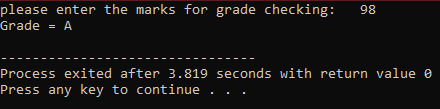 please enter the marks for grade checking:   98
Grade = A
--------------------------------
Process exited after 3.819 seconds with return value 0
Press any key to continue . . .